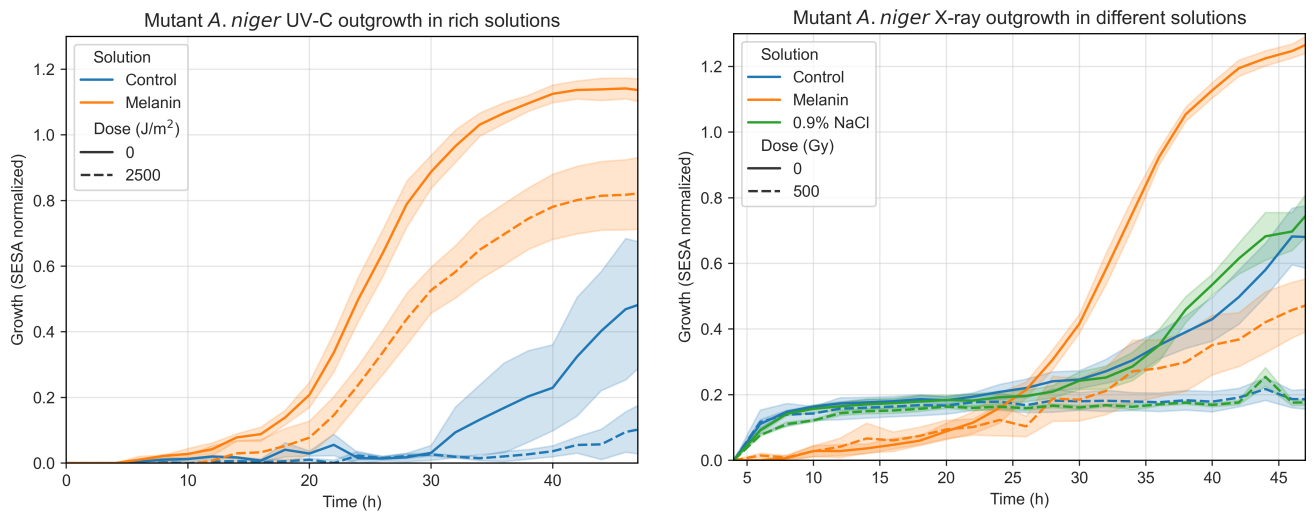 Mutant A. niger UV-C outgrowth in rich solutions
Growth (SESA normalized)
1.2
1.0
0.8
0.6
0.4
0.2
0.0
Solution
Control
Melanin
Dose (J/m²)
0
2500
0 10 20 30 40
Time (h)
Mutant A. niger X-ray outgrowth in different solutions
Growth (SESA normalized)
1.2
1.0
0.8
0.6
0.4
0.2
0.0
Solution
Control
Melanin
0.9% NaCl
Dose (Gy)
0
500
5 10 15 20 25 30 35 40 45
Time (h)